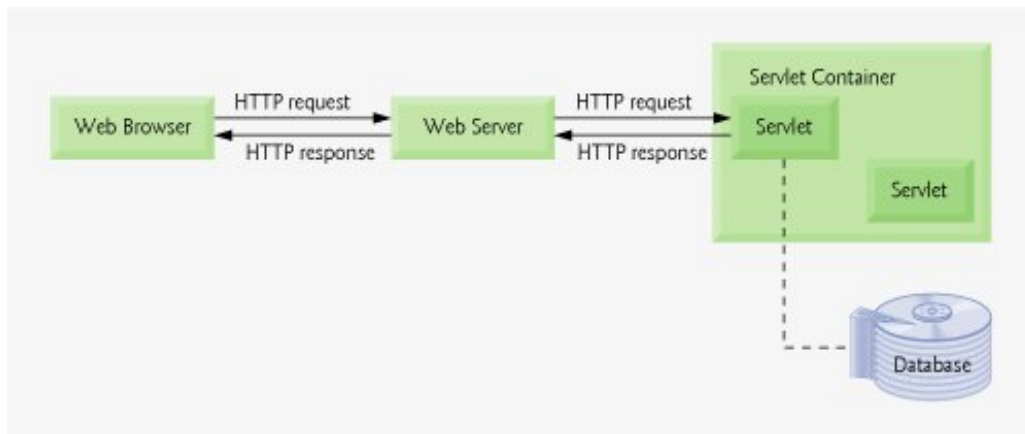 Servlet Container
HTTP request
HTTP request
Web Browser
Web Server
Servlet
HTTP response
HTTP response
Servlet
Database